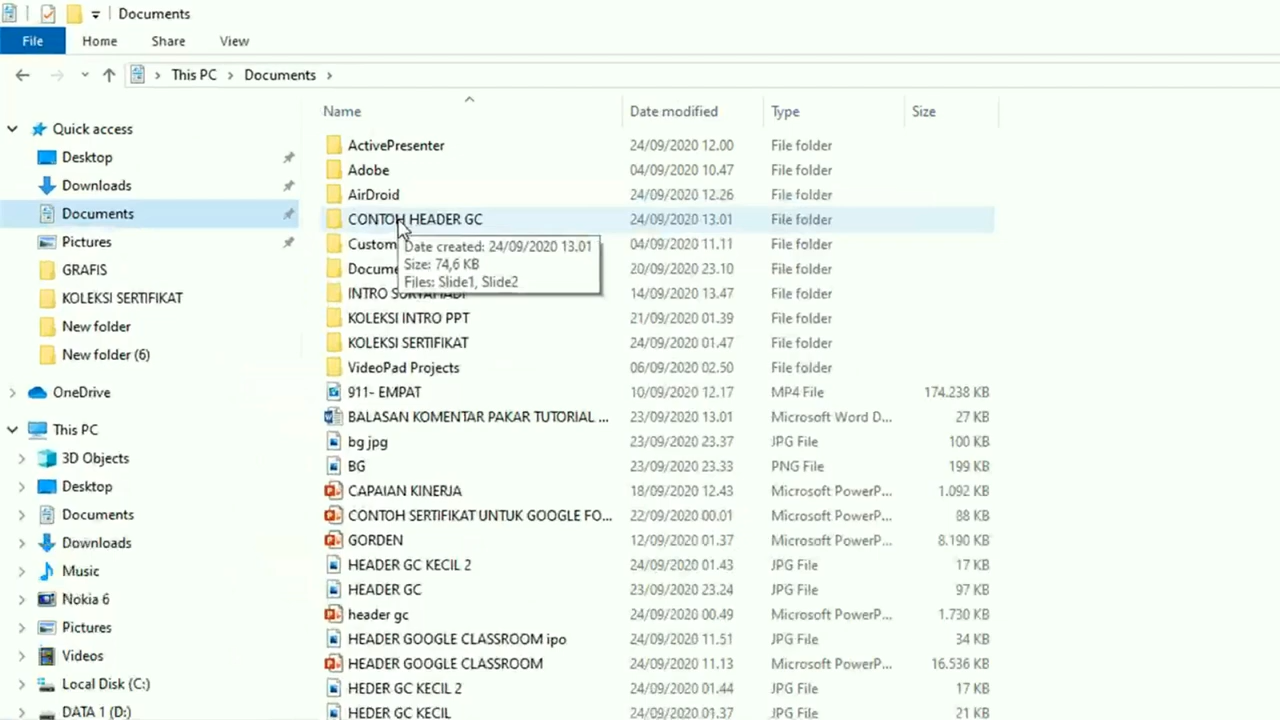 Documents
File Home Share View
This PC > Documents >
Name Date modified Type Size
Quick access
Desktop
Downloads
Documents
Pictures
GRAFIS
KOLEKSI SERTIFIKAT
New folder
New folder (6)
OneDrive
This PC
3D Objects
Desktop
Documents
Downloads
Music
Nokia 6
Pictures
Videos
Local Disk (C:)
DATA 1 (D:)
ActivePresenter 24/09/2020 12.00 File folder
Adobe 04/09/2020 10.47 File folder
AirDroid 24/09/2020 12.26 File folder
CONTOH HEADER GC 24/09/2020 13.01 File folder
Custom 04/09/2020 11.11 File folder
Docume 20/09/2020 23.10 File folder
Date created: 24/09/2020 13.01
Size: 74,6 KB
Files: Slide1, Slide2
INTRO SURYAHADI 14/09/2020 13.47 File folder
KOLEKSI INTRO PPT 21/09/2020 01.39 File folder
KOLEKSI SERTIFIKAT 24/09/2020 01.47 File folder
VideoPad Projects 06/09/2020 02.50 File folder
911- EMPAT 10/09/2020 12.17 MP4 File 174.238 KB
BALASAN KOMENTAR PAKAR TUTORIAL ... 23/09/2020 13.01 Microsoft Word D... 27 KB
bg jpg 23/09/2020 23.37 JPG File 100 KB
BG 23/09/2020 23.33 PNG File 199 KB
CAPAIAN KINERJA 18/09/2020 12.43 Microsoft PowerP... 1.092 KB
CONTOH SERTIFIKAT UNTUK GOOGLE FO... 22/09/2020 00.01 Microsoft PowerP... 88 KB
GORDEN 12/09/2020 01.37 Microsoft PowerP... 8.190 KB
HEADER GC KECIL 2 24/09/2020 01.43 JPG File 17 KB
HEADER GC 23/09/2020 23.24 JPG File 97 KB
header gc 24/09/2020 00.49 Microsoft PowerP... 1.730 KB
HEADER GOOGLE CLASSROOM ipo 24/09/2020 11.51 JPG File 34 KB
HEADER GOOGLE CLASSROOM 24/09/2020 11.13 Microsoft PowerP... 16.536 KB
HEDER GC KECIL 2 24/09/2020 01.44 JPG File 17 KB
HEDER GC KECIL 24/09/2020 01.37 JPG File 21 KB